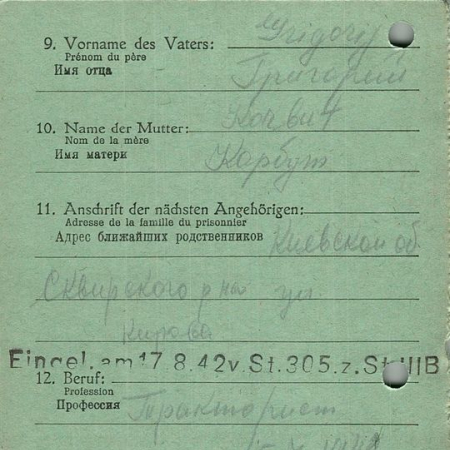 Grigorij
9. Vorname des Vaters:
Prénom du père
Имя отца
Григорий
10. Name der Mutter:
Nom de la mère
Имя матери
Корбут
11. Anschrift der nächsten Angehörigen:
Adresse de la famille du prisonnier
Адрес ближайших родственников
Киевской об
Сквирского р на ул
Кирова
Eingel. am 17.8.42 v. St. 305. z. St IIIB
12. Beruf:
Profession
Профессия
Тракторист